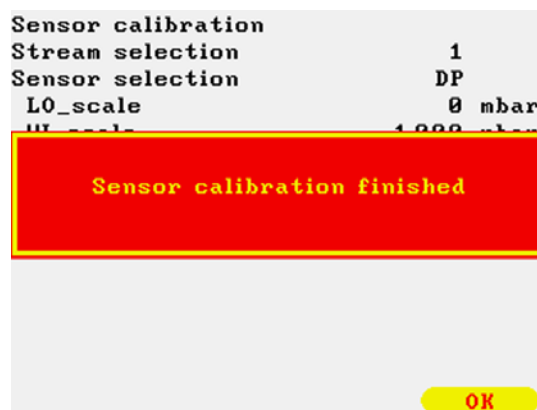 Sensor calibration
Stream selection 1
Sensor selection DP
LO_scale 0 mbar
Sensor calibration finished
OK